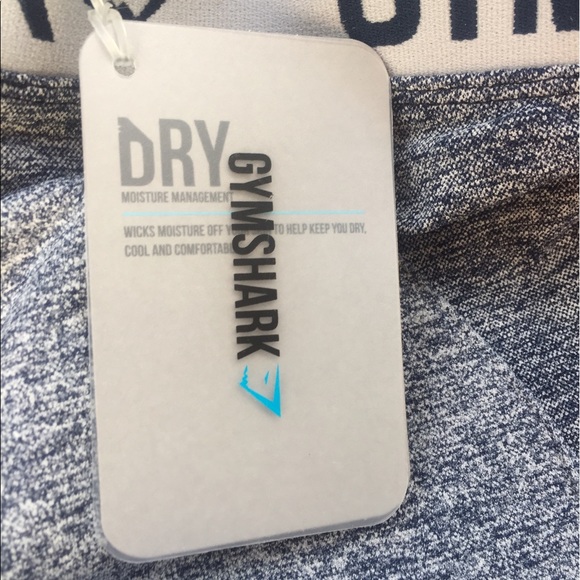 DRY
MOISTURE MANAGEMENT
WICKS MOISTURE OFF TO HELP KEEP YOU DRY,
COOL AND COMFORTABLE
GYMSHARK